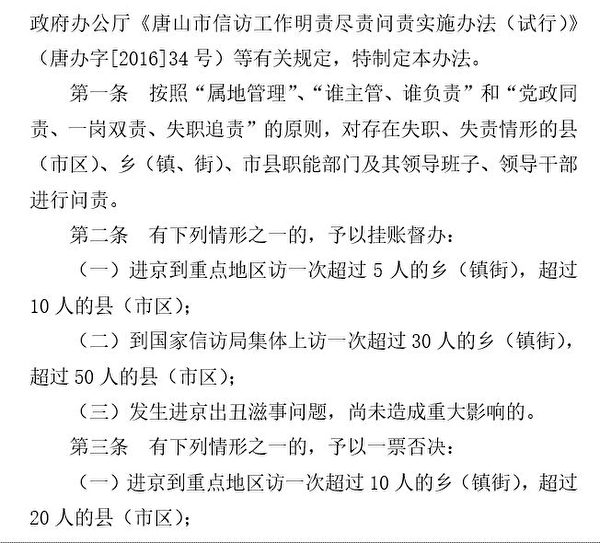 政府办公厅《唐山市信访工作明责尽责问责实施办法（试行）》
（唐办字[2016]34 号）等有关规定，特制定本办法。
第一条　按照“属地管理”、“谁主管、谁负责”和“党政同
责、一岗双责、失职追责”的原则，对存在失职、失责情形的县
（市区）、乡（镇、街）、市县职能部门及其领导班子、领导干部
进行问责。
第二条　有下列情形之一的，予以挂账督办：
（一）进京到重点地区访一次超过 5 人的乡（镇街），超过
10 人的县（市区）；
（二）到国家信访局集体上访一次超过 30 人的乡（镇街），
超过 50 人的县（市区）；
（三）发生进京出丑滋事问题，尚未造成重大影响的。
第三条　有下列情形之一的，予以一票否决：
（一）进京到重点地区访一次超过 10 人的乡（镇街），超过
20 人的县（市区）；